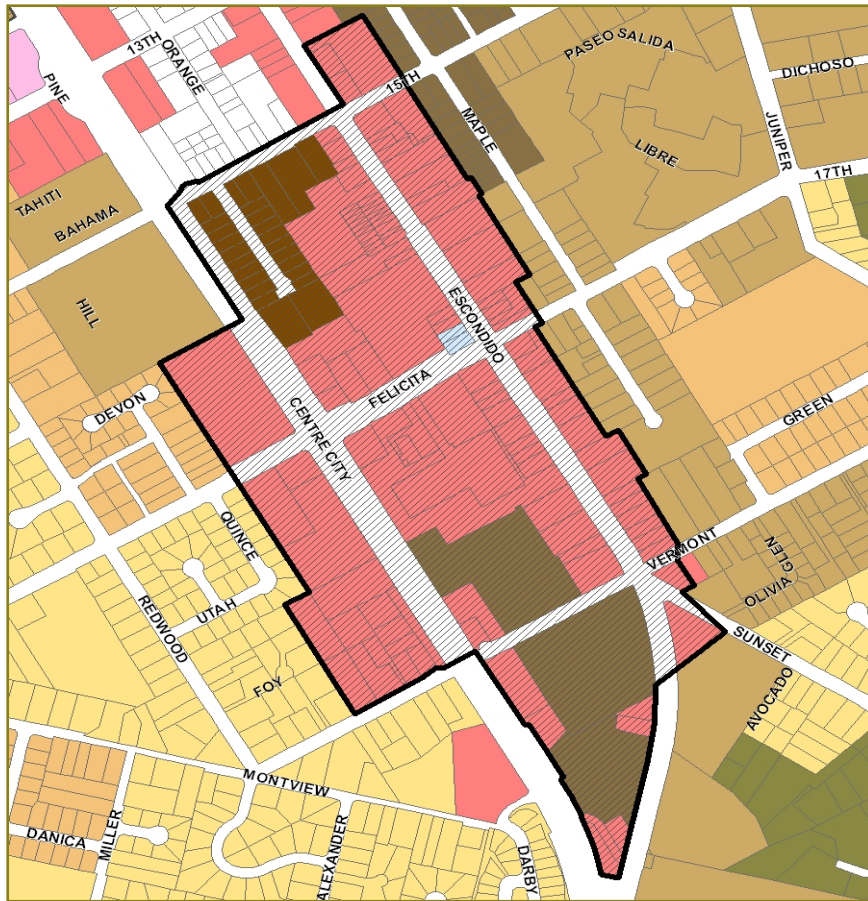 13TH
ORANGE
PINE
15TH
PASEO SALIDA
DICHOSO
MAPLE
LIBRE
JUNIPER
17TH
TAHITI
BAHAMA
HILL
ESCONDIDO
FELICITA
DEVON
CENTRE CITY
GREEN
QUINCE
VERMONT
GLEN
OLIVIA
UTAH
REDWOOD
SUNSET
FOY
AVOCADO
MONTVIEW
MILLER
DANICA
ALEXANDER
DARBY